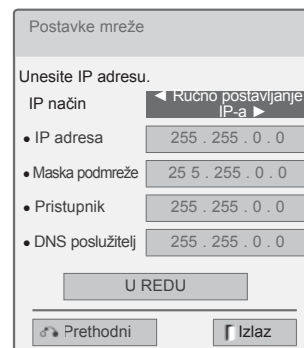 Postavke mreže
Unesite IP adresu.
IP način
◄ Ručno postavljanje
IP-a ►
• IP adresa 255 . 255 . 0 . 0
• Maska podmreže 25 5 . 255 . 0 . 0
• Pristupnik 255 . 255 . 0 . 0
• DNS poslužitelj 255 . 255 . 0 . 0
U REDU
Prethodni Izlaz